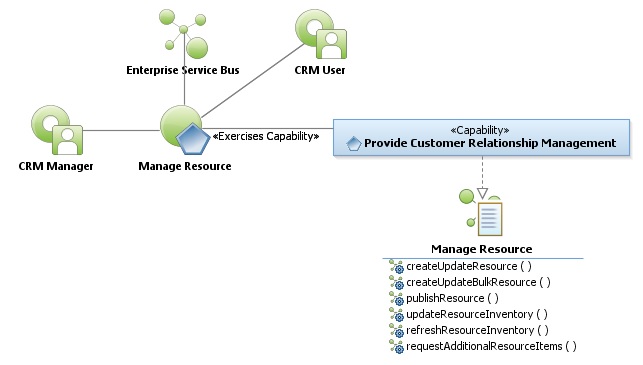 Enterprise Service Bus
CRM User
CRM Manager
Manage Resource
«Exercises Capability»
«Capability»
Provide Customer Relationship Management
Manage Resource
createUpdateResource ( )
createUpdateBulkResource ( )
publishResource ( )
updateResourceInventory ( )
refreshResourceInventory ( )
requestAdditionalResourceItems ( )